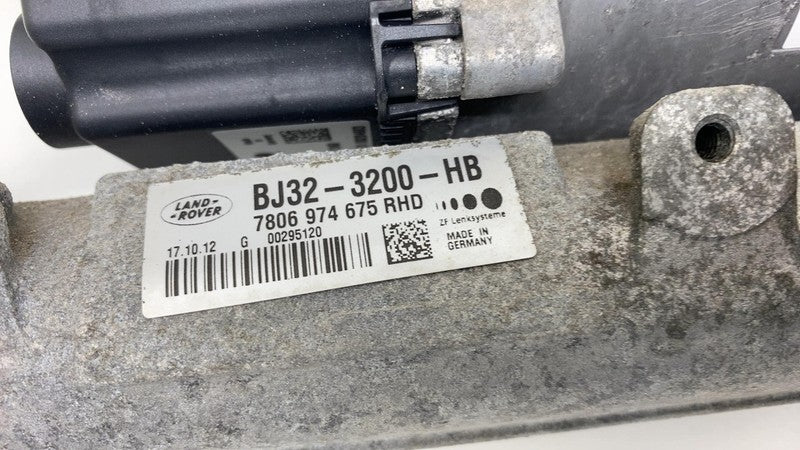 LAND-
-ROVER
BJ32-3200-HB
7806 974 675 RHD
17.10.12 G 00295120
ZF Lenksysteme
MADE IN
GERMANY